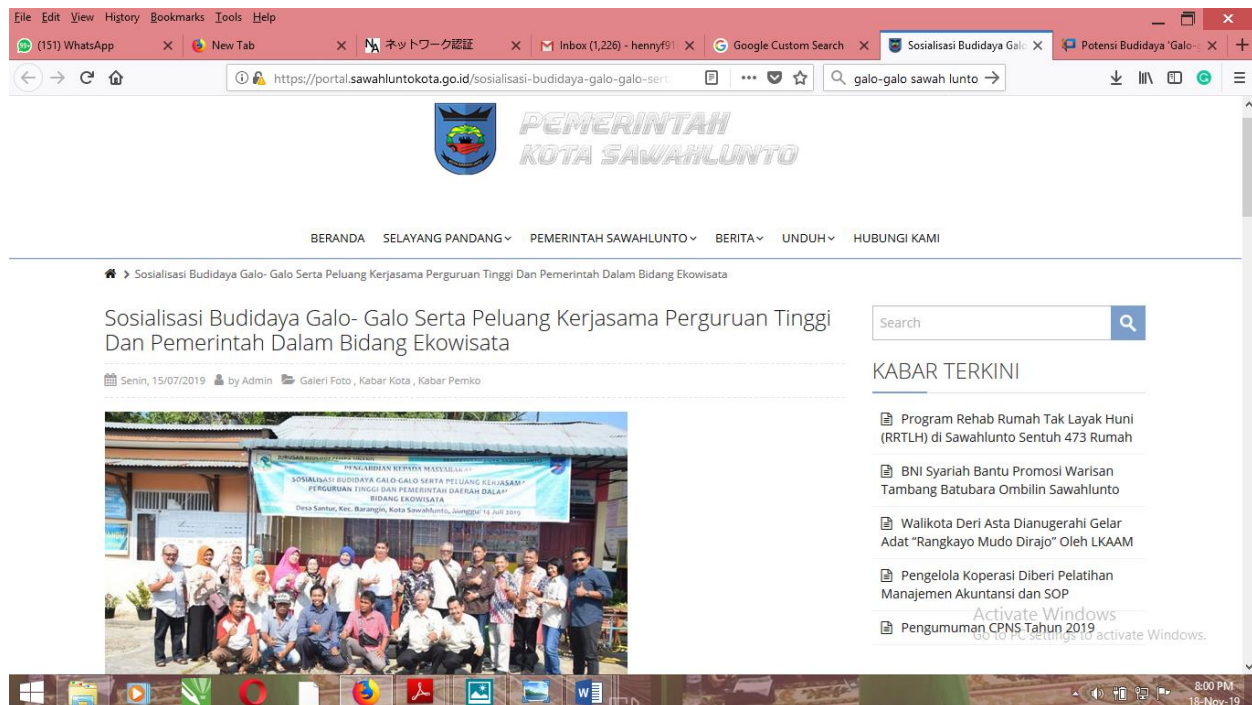 File Edit View History Bookmarks Tools Help
(151) WhatsApp
New Tab
ネットワーク認証
Inbox (1,226) - hennyf91
Google Custom Search
Sosialisasi Budidaya Galo
Potensi Budidaya 'Galo-g
https://portal.sawahluntokota.go.id/sosialisasi-budidaya-galo-galo-sert
galo-galo sawah lunto
PEMERINTAH
KOTA SAWAHLUNTO
BERANDA SELAYANG PANDANG PEMERINTAH SAWAHLUNTO BERITA UNDUH HUBUNGI KAMI
Sosialisasi Budidaya Galo- Galo Serta Peluang Kerjasama Perguruan Tinggi Dan Pemerintah Dalam Bidang Ekowisata
Sosialisasi Budidaya Galo- Galo Serta Peluang Kerjasama Perguruan Tinggi
Dan Pemerintah Dalam Bidang Ekowisata
Senin, 15/07/2019 by Admin Galeri Foto , Kabar Kota , Kabar Pemko
PENGABDIAN KEPADA MASYARAKAT
SOSIALISASI BUDIDAYA GALO-GALO SERTA PELUANG KERJASAMA
PERGURUAN TINGGI DAN PEMERINTAH DAERAH DALAM
BIDANG EKOWISATA
Desa Santur, Kec. Barangin, Kota Sawahlunto, Minggu 14 Juli 2019
Search
KABAR TERKINI
Program Rehab Rumah Tak Layak Huni
(RRTLH) di Sawahlunto Sentuh 473 Rumah
BNI Syariah Bantu Promosi Warisan
Tambang Batubara Ombilin Sawahlunto
Walikota Deri Asta Dianugerahi Gelar
Adat “Rangkayo Mudo Dirajo” Oleh LKAAM
Pengelola Koperasi Diberi Pelatihan
Manajemen Akuntansi dan SOP
Pengumuman CPNS Tahun 2019
Activate Windows
Go to PC settings to activate Windows.
8:00 PM
18-Nov-19